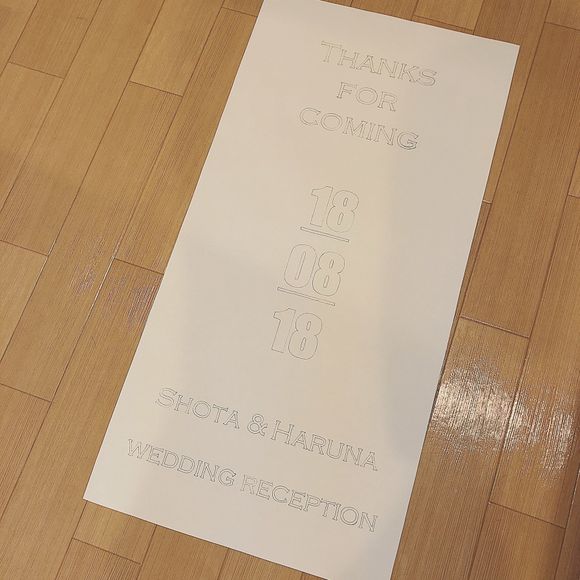 THANKS
FOR
COMING
18
08
18
SHOTA & HARUNA
WEDDING RECEPTION